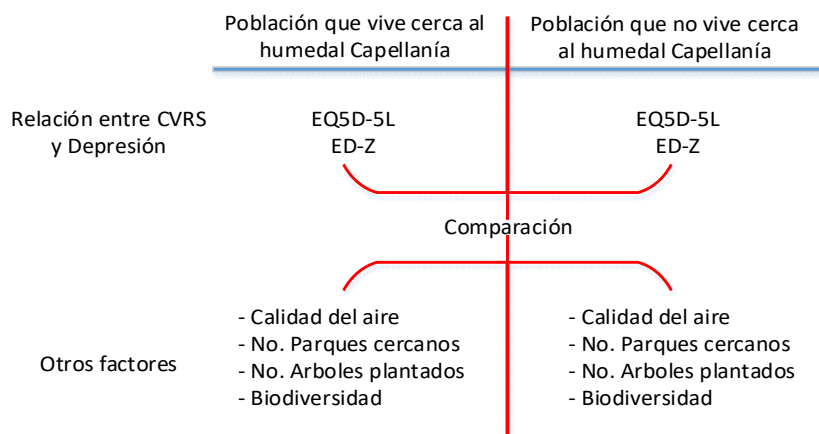 Población que vive cerca al
humedal Capellanía
Población que no vive cerca
al humedal Capellanía
Relación entre CVRS
y Depresión
EQ5D-5L
ED-Z
EQ5D-5L
ED-Z
Comparación
Otros factores
- Calidad del aire
- No. Parques cercanos
- No. Arboles plantados
- Biodiversidad
- Calidad del aire
- No. Parques cercanos
- No. Arboles plantados
- Biodiversidad